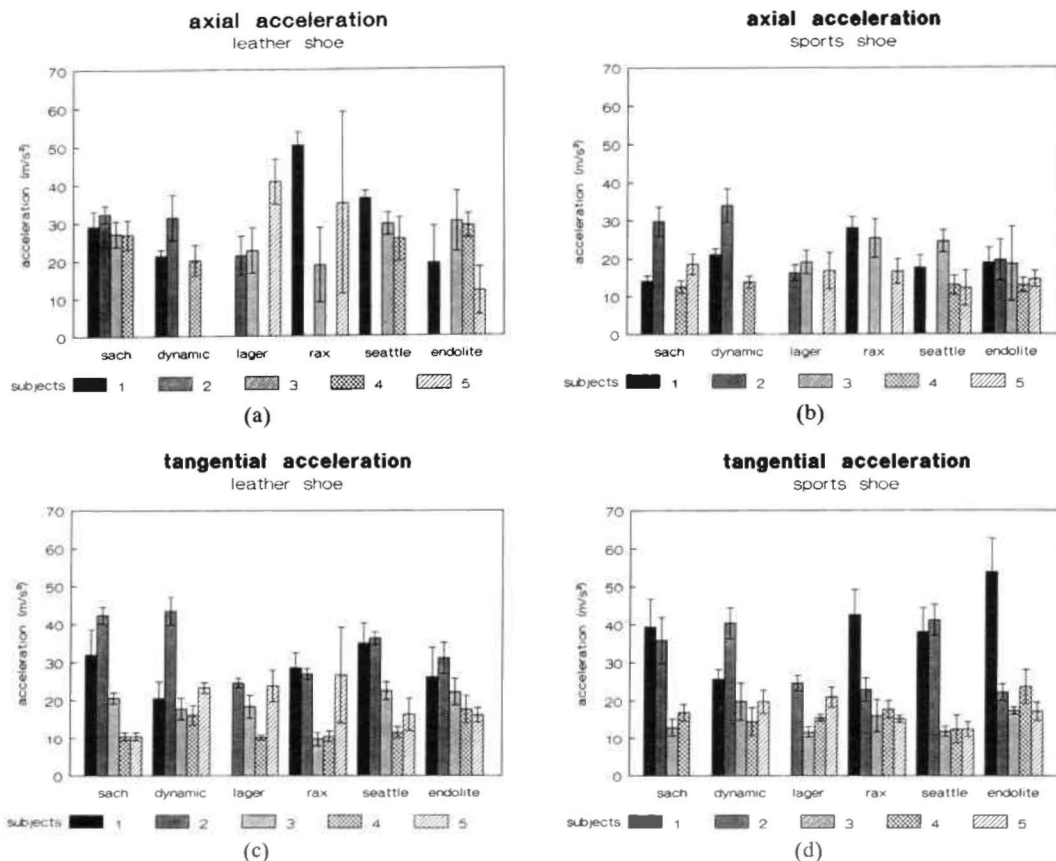 axial acceleration
leather shoe
acceleration (m/s²)
70
60
50
40
30
20
10
0
sach dynamic lager rax seattle endolite
subjects 1 2 3 4 5
(a)
axial acceleration
sports shoe
acceleration (m/s²)
70
60
50
40
30
20
10
0
sach dynamic lager rax seattle endolite
subjects 1 2 3 4 5
(b)
tangential acceleration
leather shoe
acceleration (m/s²)
70
60
50
40
30
20
10
0
sach dynamic lager rax seattle endolite
subjects 1 2 3 4 5
(c)
tangential acceleration
sports shoe
acceleration (m/s²)
70
60
50
40
30
20
10
0
sach dynamic lager rax seattle endolite
subjects 1 2 3 4 5
(d)